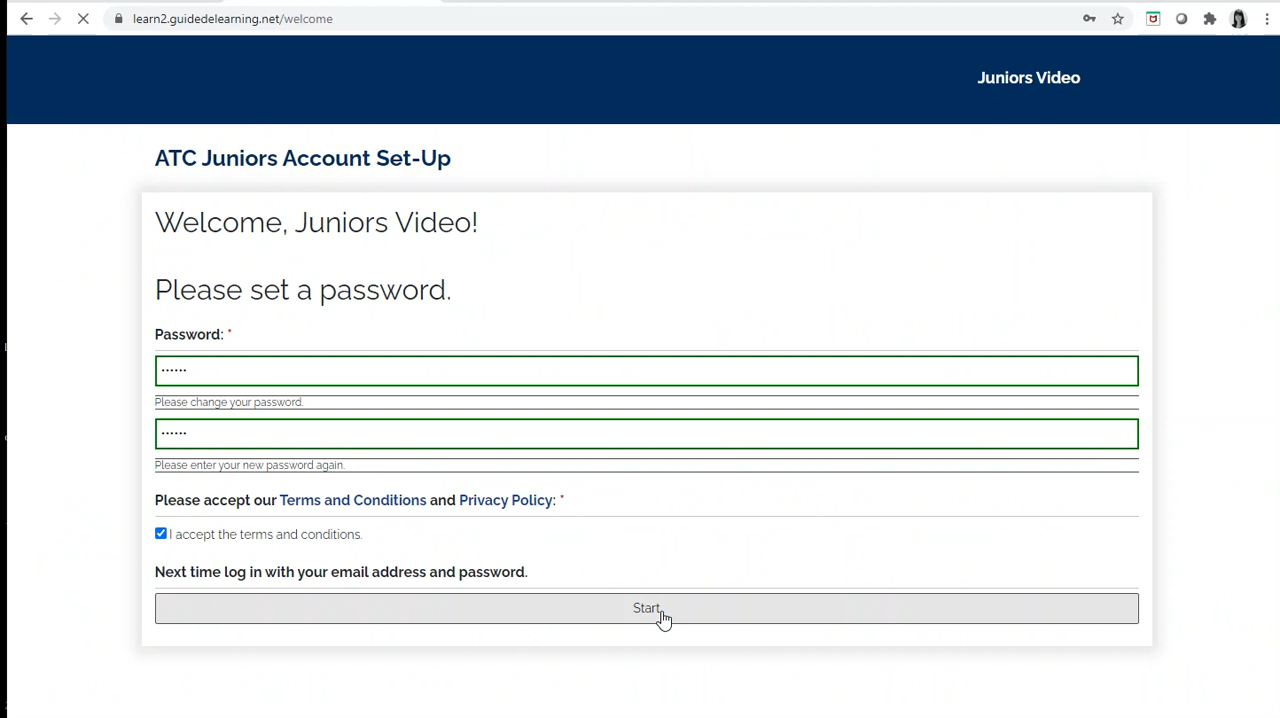 learn2.guidedelearning.net/welcome
Juniors Video
ATC Juniors Account Set-Up
Welcome, Juniors Video!
Please set a password.
Password: *
••••••
Please change your password.
••••••
Please enter your new password again.
Please accept our Terms and Conditions and Privacy Policy: *
I accept the terms and conditions.
Next time log in with your email address and password.
Start